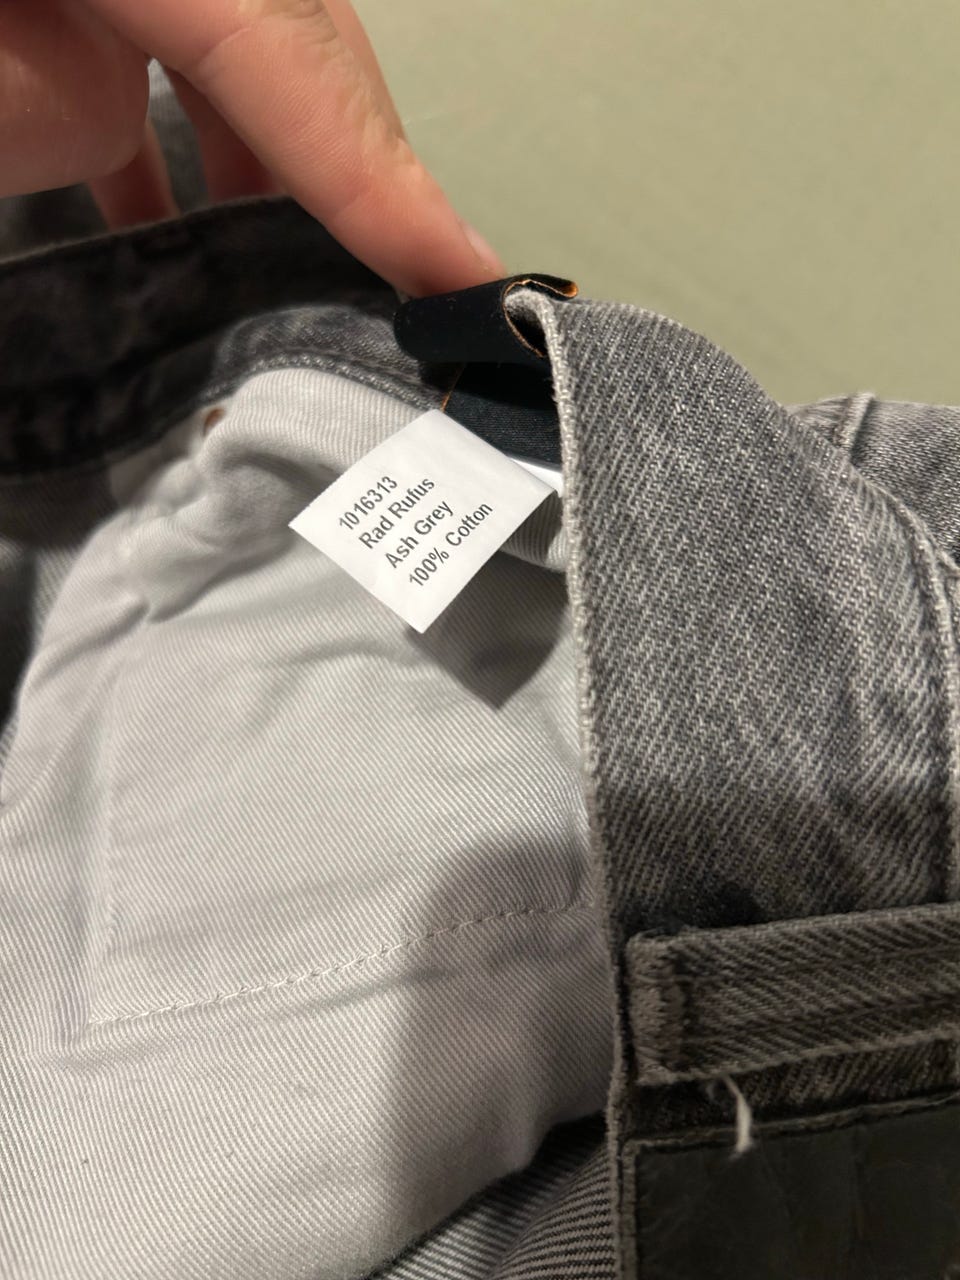 1016313
Rad Rufus
Ash Grey
100% Cotton